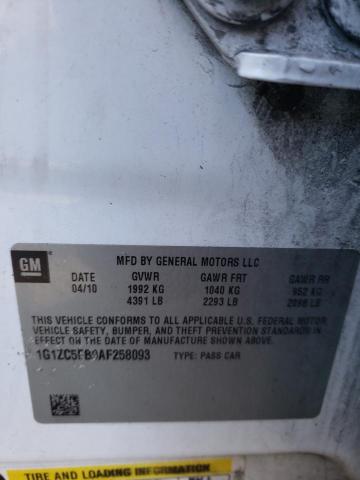 GM
MFD BY GENERAL MOTORS LLC
DATE GVWR GAWR FRT GAWR RR
04/10 1992 KG 1040 KG 952 KG
4391 LB 2293 LB 2098 LB
THIS VEHICLE CONFORMS TO ALL APPLICABLE U.S. FEDERAL MOTOR
VEHICLE SAFETY, BUMPER, AND THEFT PREVENTION STANDARDS
IN EFFECT ON THE DATE OF MANUFACTURE SHOWN ABOVE.
TYPE: PASS CAR
TIRE AND LOADING INFORMATION